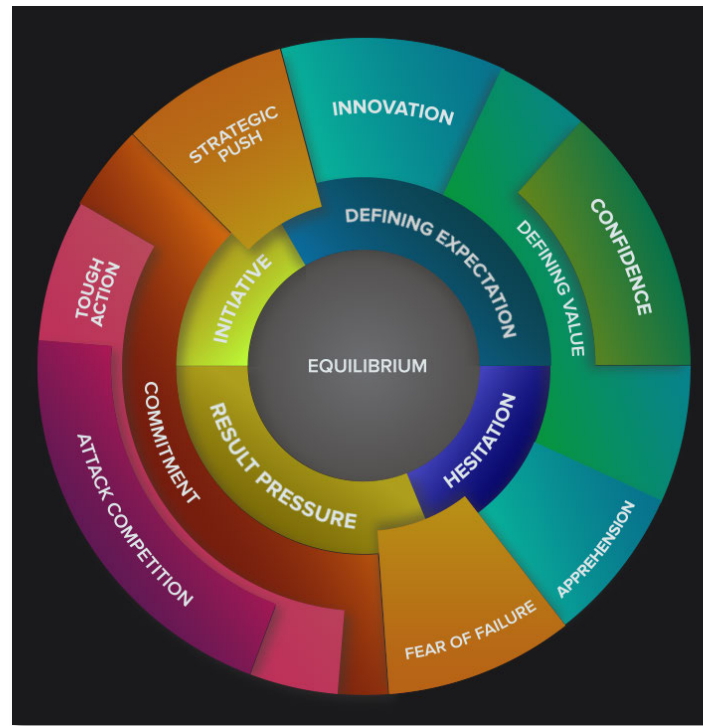 STRATEGIC
PUSH
INNOVATION
CONFIDENCE
DEFINING EXPECTATION
DEFINING VALUE
INITIATIVE
TOUGH
ACTION
EQUILIBRIUM
COMMITMENT
RESULT PRESSURE
HESITATION
ATTACK COMPETITION
APPREHENSION
FEAR OF FAILURE